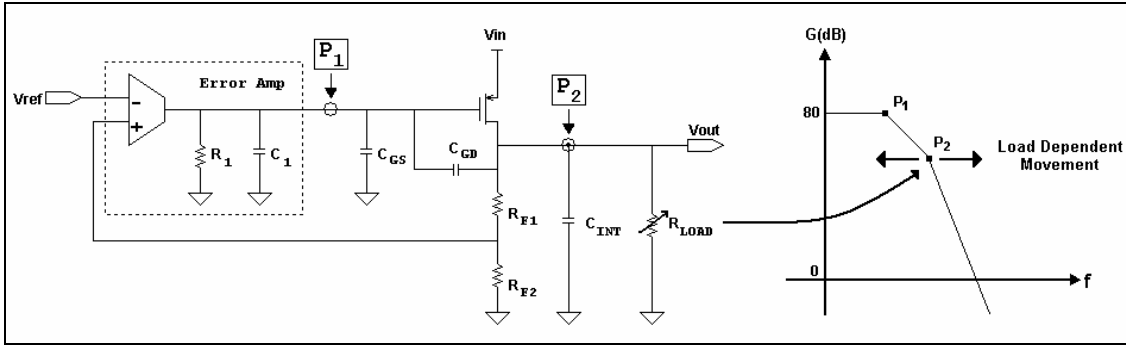 Error Amp
Vref
-
+
R1
C1
P1
CGS
CGD
Vin
P2
Vout
RF1
RF2
CINT
RLOAD
G(dB)
80
0
P1
P2
Load Dependent
Movement
f